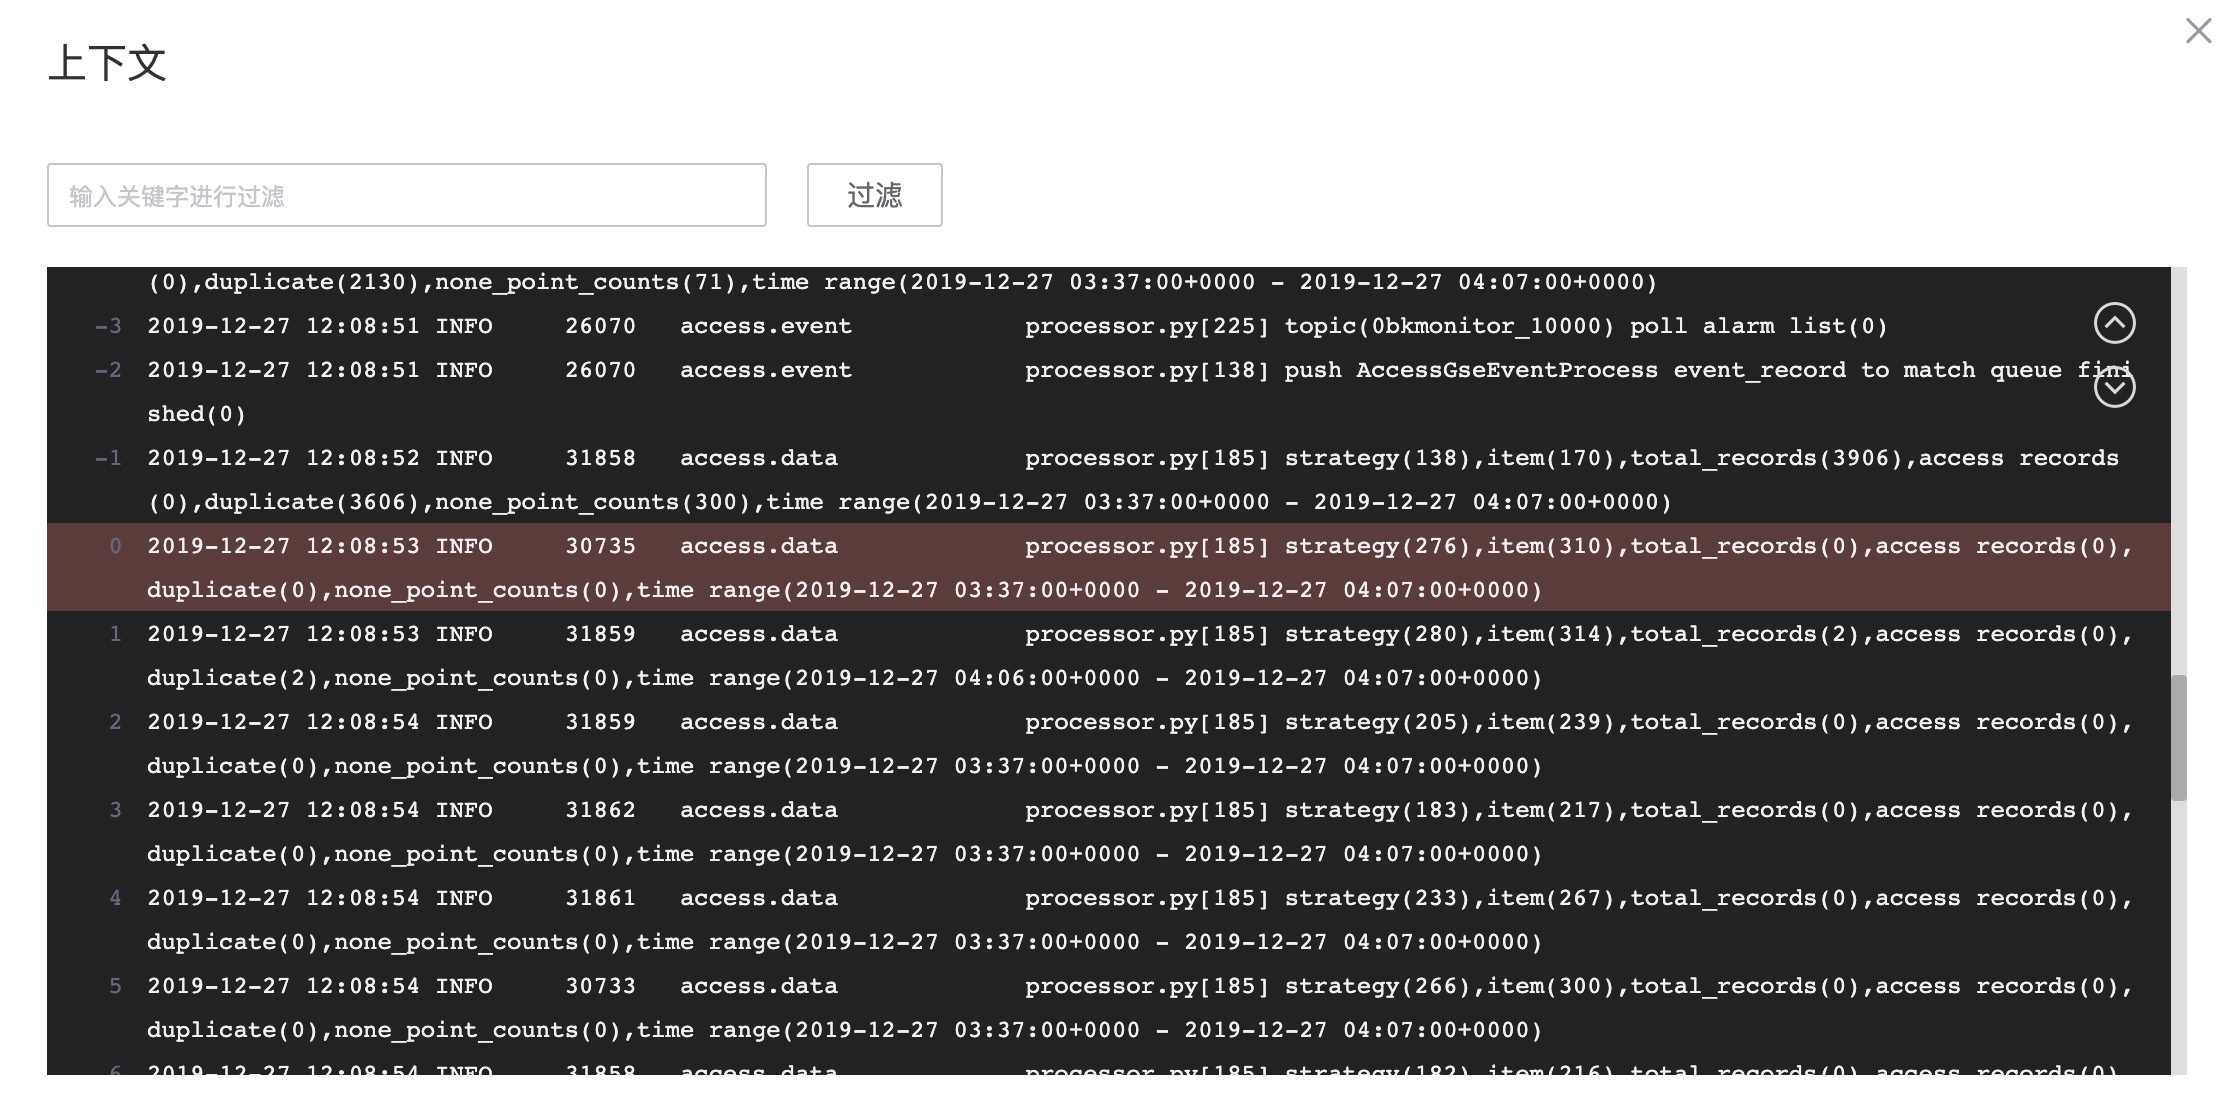 上下文
输入关键字进行过滤
过滤
(0),duplicate(2130),none_point_counts(71),time range(2019-12-27 03:37:00+0000 - 2019-12-27 04:07:00+0000)
-3 2019-12-27 12:08:51 INFO 26070 access.event processor.py[225] topic(0bkmonitor_10000) poll alarm list(0)
-2 2019-12-27 12:08:51 INFO 26070 access.event processor.py[138] push AccessGseEventProcess event_record to match queue fini
shed(0)
-1 2019-12-27 12:08:52 INFO 31858 access.data processor.py[185] strategy(138),item(170),total_records(3906),access records
(0),duplicate(3606),none_point_counts(300),time range(2019-12-27 03:37:00+0000 - 2019-12-27 04:07:00+0000)
0 2019-12-27 12:08:53 INFO 30735 access.data processor.py[185] strategy(276),item(310),total_records(0),access records(0),
duplicate(0),none_point_counts(0),time range(2019-12-27 03:37:00+0000 - 2019-12-27 04:07:00+0000)
1 2019-12-27 12:08:53 INFO 31859 access.data processor.py[185] strategy(280),item(314),total_records(2),access records(0),
duplicate(2),none_point_counts(0),time range(2019-12-27 04:06:00+0000 - 2019-12-27 04:07:00+0000)
2 2019-12-27 12:08:54 INFO 31859 access.data processor.py[185] strategy(205),item(239),total_records(0),access records(0),
duplicate(0),none_point_counts(0),time range(2019-12-27 03:37:00+0000 - 2019-12-27 04:07:00+0000)
3 2019-12-27 12:08:54 INFO 31862 access.data processor.py[185] strategy(183),item(217),total_records(0),access records(0),
duplicate(0),none_point_counts(0),time range(2019-12-27 03:37:00+0000 - 2019-12-27 04:07:00+0000)
4 2019-12-27 12:08:54 INFO 31861 access.data processor.py[185] strategy(233),item(267),total_records(0),access records(0),
duplicate(0),none_point_counts(0),time range(2019-12-27 03:37:00+0000 - 2019-12-27 04:07:00+0000)
5 2019-12-27 12:08:54 INFO 30733 access.data processor.py[185] strategy(266),item(300),total_records(0),access records(0),
duplicate(0),none_point_counts(0),time range(2019-12-27 03:37:00+0000 - 2019-12-27 04:07:00+0000)
6 2019-12-27 12:08:54 INFO 31858 access.data processor.py[185] strategy(182),item(216),total_records(0),access records(0),